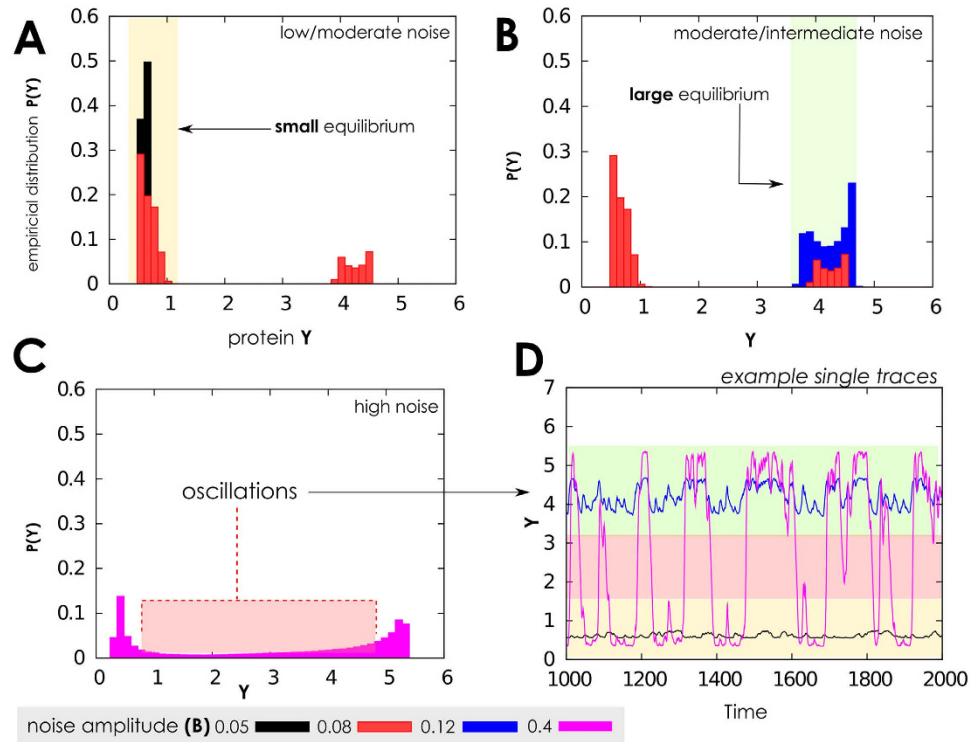 A
low/moderate noise
0.6
0.5
0.4
0.3
0.2
0.1
0
empiricial distribution P(Y)
small equilibrium
0 1 2 3 4 5 6
protein Y
B
moderate/intermediate noise
0.6
0.5
0.4
0.3
0.2
0.1
0
P(Y)
large equilibrium
0 1 2 3 4 5 6
Y
C
high noise
0.6
0.5
0.4
0.3
0.2
0.1
0
P(Y)
oscillations
0 1 2 3 4 5 6
Y
D
example single traces
7
6
5
4
3
2
1
0
Y
1000 1200 1400 1600 1800 2000
Time
noise amplitude (B) 0.05 0.08 0.12 0.4